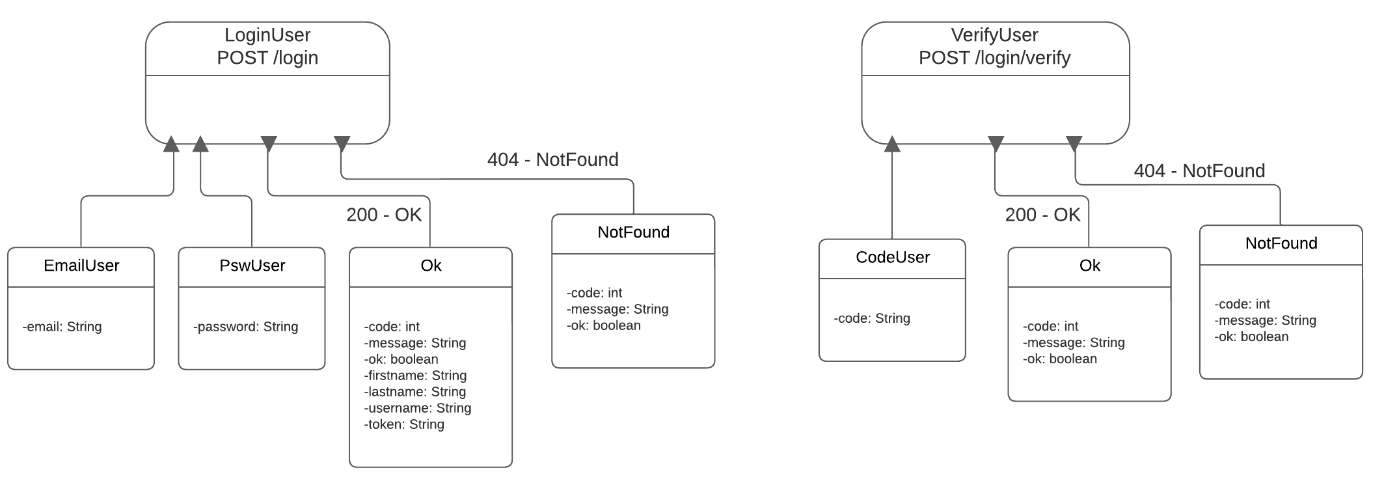 LoginUser
POST /login
404 - NotFound
200 - OK
EmailUser
-email: String
PswUser
-password: String
Ok
-code: int
-message: String
-ok: boolean
-firstname: String
-lastname: String
-username: String
-token: String
NotFound
-code: int
-message: String
-ok: boolean
VerifyUser
POST /login/verify
404 - NotFound
200 - OK
CodeUser
-code: String
Ok
-code: int
-message: String
-ok: boolean
NotFound
-code: int
-message: String
-ok: boolean